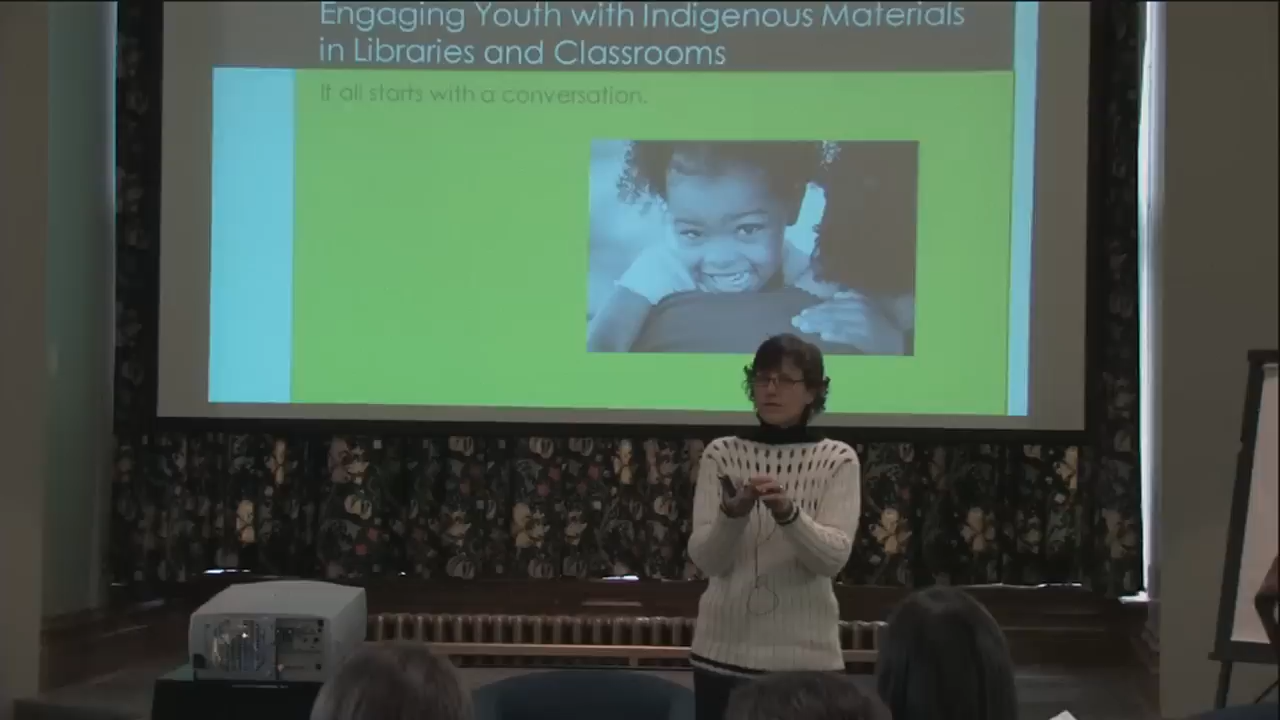 Engaging Youth with Indigenous Materials
in Libraries and Classrooms
It all starts with a conversation.